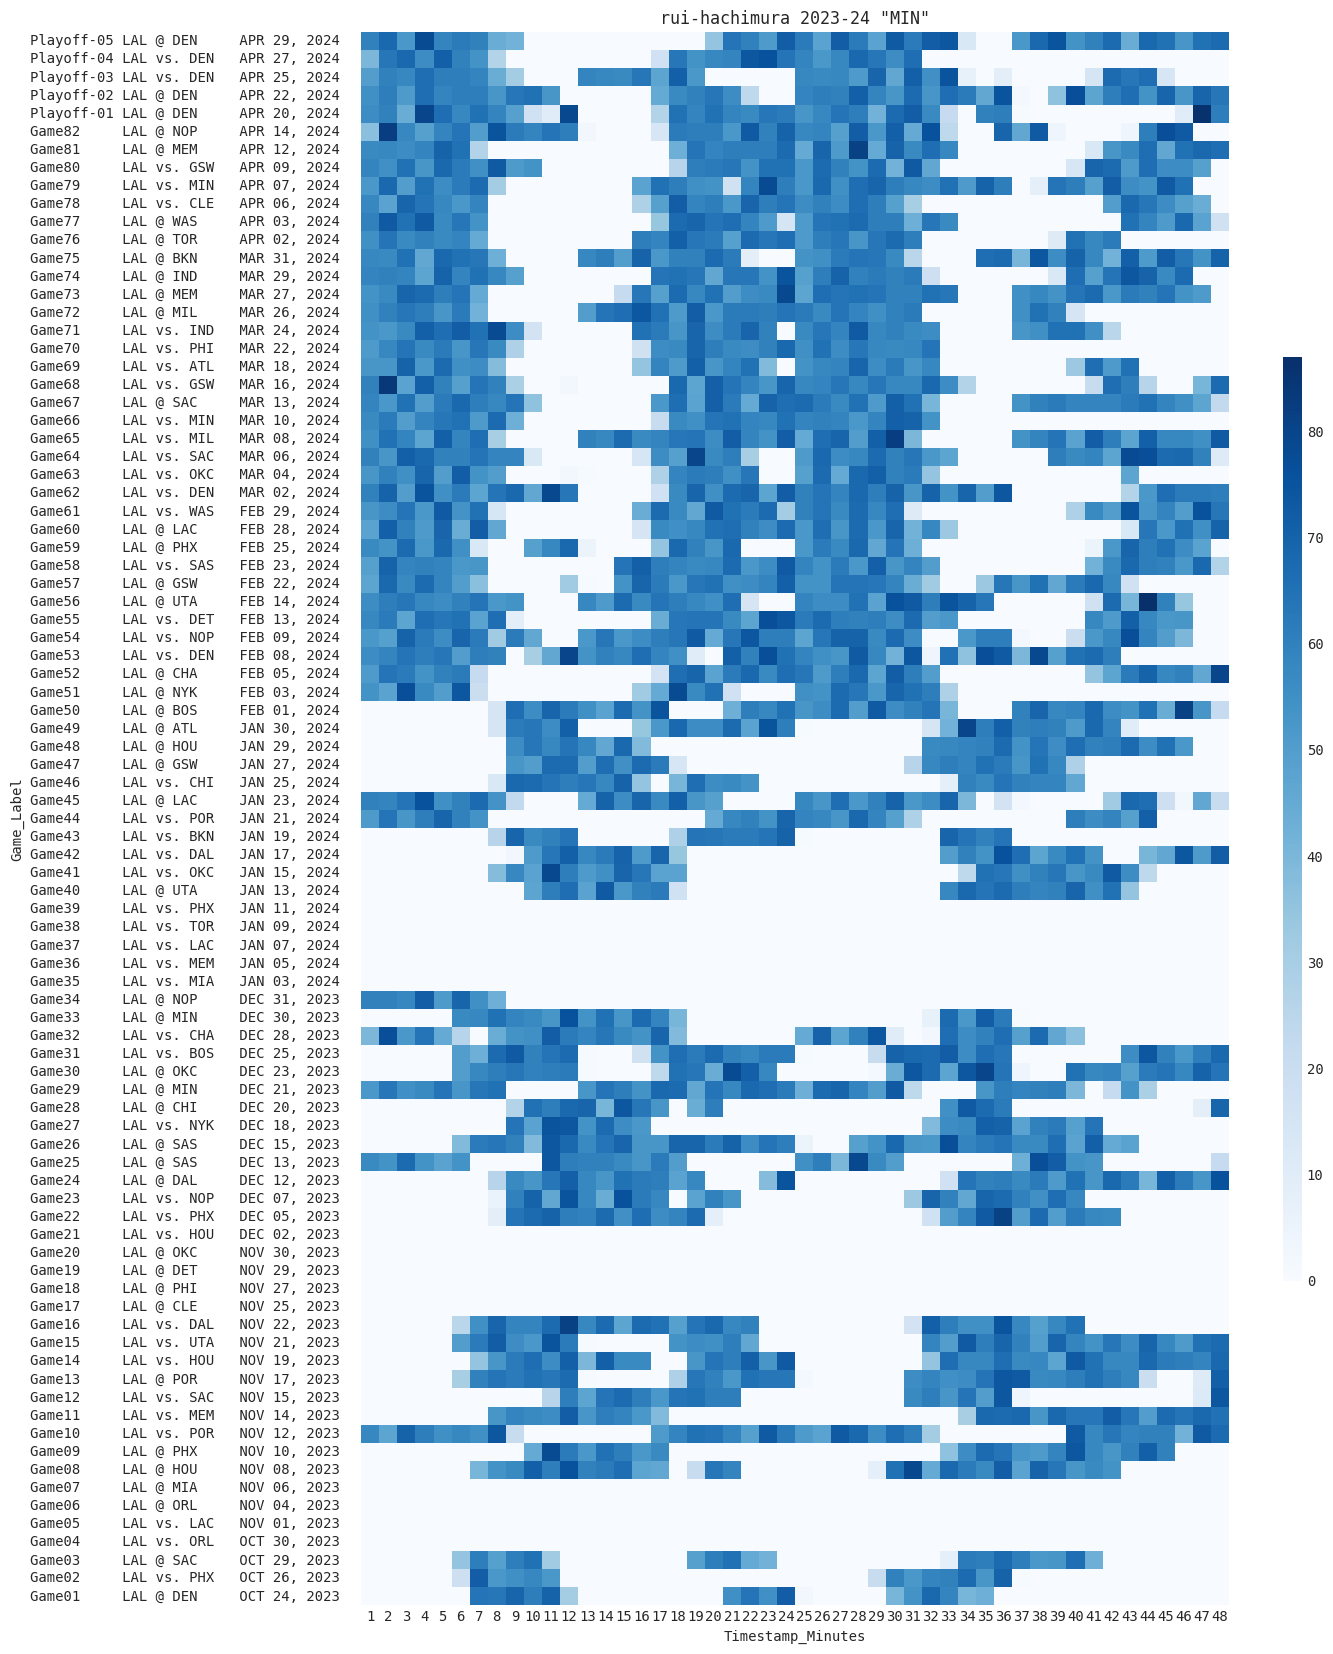 rui-hachimura 2023-24 "MIN"
Playoff-05 LAL @ DEN APR 29, 2024
Playoff-04 LAL vs. DEN APR 27, 2024
Playoff-03 LAL vs. DEN APR 25, 2024
Playoff-02 LAL @ DEN APR 22, 2024
Playoff-01 LAL @ DEN APR 20, 2024
Game82 LAL @ NOP APR 14, 2024
Game81 LAL @ MEM APR 12, 2024
Game80 LAL vs. GSW APR 09, 2024
Game79 LAL vs. MIN APR 07, 2024
Game78 LAL vs. CLE APR 06, 2024
Game77 LAL @ WAS APR 03, 2024
Game76 LAL @ TOR APR 02, 2024
Game75 LAL @ BKN MAR 31, 2024
Game74 LAL @ IND MAR 29, 2024
Game73 LAL @ MEM MAR 27, 2024
Game72 LAL @ MIL MAR 26, 2024
Game71 LAL vs. IND MAR 24, 2024
Game70 LAL vs. PHI MAR 22, 2024
Game69 LAL vs. ATL MAR 18, 2024
Game68 LAL vs. GSW MAR 16, 2024
Game67 LAL @ SAC MAR 13, 2024
Game66 LAL vs. MIN MAR 10, 2024
Game65 LAL vs. MIL MAR 08, 2024
Game64 LAL vs. SAC MAR 06, 2024
Game63 LAL vs. OKC MAR 04, 2024
Game62 LAL vs. DEN MAR 02, 2024
Game61 LAL vs. WAS FEB 29, 2024
Game60 LAL @ LAC FEB 28, 2024
Game59 LAL @ PHX FEB 25, 2024
Game58 LAL vs. SAS FEB 23, 2024
Game57 LAL @ GSW FEB 22, 2024
Game56 LAL @ UTA FEB 14, 2024
Game55 LAL vs. DET FEB 13, 2024
Game54 LAL vs. NOP FEB 09, 2024
Game53 LAL vs. DEN FEB 08, 2024
Game52 LAL @ CHA FEB 05, 2024
Game51 LAL @ NYK FEB 03, 2024
Game50 LAL @ BOS FEB 01, 2024
Game49 LAL @ ATL JAN 30, 2024
Game48 LAL @ HOU JAN 29, 2024
Game47 LAL @ GSW JAN 27, 2024
Game46 LAL vs. CHI JAN 25, 2024
Game45 LAL @ LAC JAN 23, 2024
Game44 LAL vs. POR JAN 21, 2024
Game43 LAL vs. BKN JAN 19, 2024
Game42 LAL vs. DAL JAN 17, 2024
Game41 LAL vs. OKC JAN 15, 2024
Game40 LAL @ UTA JAN 13, 2024
Game39 LAL vs. PHX JAN 11, 2024
Game38 LAL vs. TOR JAN 09, 2024
Game37 LAL vs. LAC JAN 07, 2024
Game36 LAL vs. MEM JAN 05, 2024
Game35 LAL vs. MIA JAN 03, 2024
Game34 LAL @ NOP DEC 31, 2023
Game33 LAL @ MIN DEC 30, 2023
Game32 LAL vs. CHA DEC 28, 2023
Game31 LAL vs. BOS DEC 25, 2023
Game30 LAL @ OKC DEC 23, 2023
Game29 LAL @ MIN DEC 21, 2023
Game28 LAL @ CHI DEC 20, 2023
Game27 LAL vs. NYK DEC 18, 2023
Game26 LAL @ SAS DEC 15, 2023
Game25 LAL @ SAS DEC 13, 2023
Game24 LAL @ DAL DEC 12, 2023
Game23 LAL vs. NOP DEC 07, 2023
Game22 LAL vs. PHX DEC 05, 2023
Game21 LAL vs. HOU DEC 02, 2023
Game20 LAL @ OKC NOV 30, 2023
Game19 LAL @ DET NOV 29, 2023
Game18 LAL @ PHI NOV 27, 2023
Game17 LAL @ CLE NOV 25, 2023
Game16 LAL vs. DAL NOV 22, 2023
Game15 LAL vs. UTA NOV 21, 2023
Game14 LAL vs. HOU NOV 19, 2023
Game13 LAL @ POR NOV 17, 2023
Game12 LAL vs. SAC NOV 15, 2023
Game11 LAL vs. MEM NOV 14, 2023
Game10 LAL vs. POR NOV 12, 2023
Game09 LAL @ PHX NOV 10, 2023
Game08 LAL @ HOU NOV 08, 2023
Game07 LAL @ MIA NOV 06, 2023
Game06 LAL @ ORL NOV 04, 2023
Game05 LAL vs. LAC NOV 01, 2023
Game04 LAL vs. ORL OCT 30, 2023
Game03 LAL @ SAC OCT 29, 2023
Game02 LAL vs. PHX OCT 26, 2023
Game01 LAL @ DEN OCT 24, 2023
1 2 3 4 5 6 7 8 9 10 11 12 13 14 15 16 17 18 19 20 21 22 23 24 25 26 27 28 29 30 31 32 33 34 35 36 37 38 39 40 41 42 43 44 45 46 47 48
Timestamp_Minutes
Game_Label
80
70
60
50
40
30
20
10
0